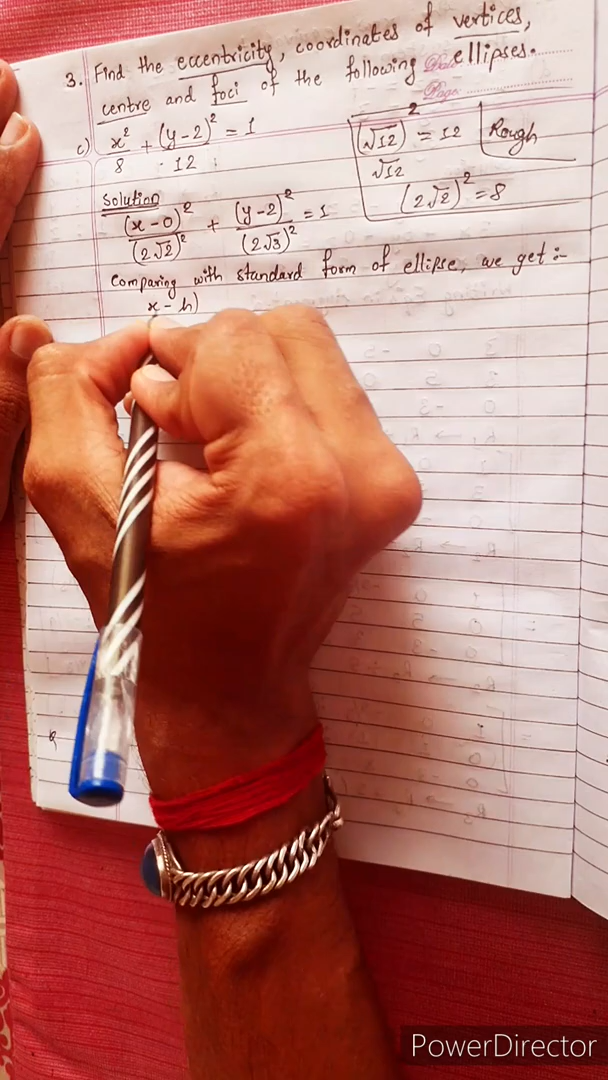 3. Find the eccentricity, coordinates of vertices,
centre and foci of the following ellipses.
Date
Page
c) x²/8 + (y-2)²/12 = 1
(√12)² = 12
Rough
√12
(2√2)² = 8
Solution
(x-0)²/(2√2)² + (y-2)²/(2√3)² = 1
Comparing with standard form of ellipse, we get :-
x - h)
PowerDirector